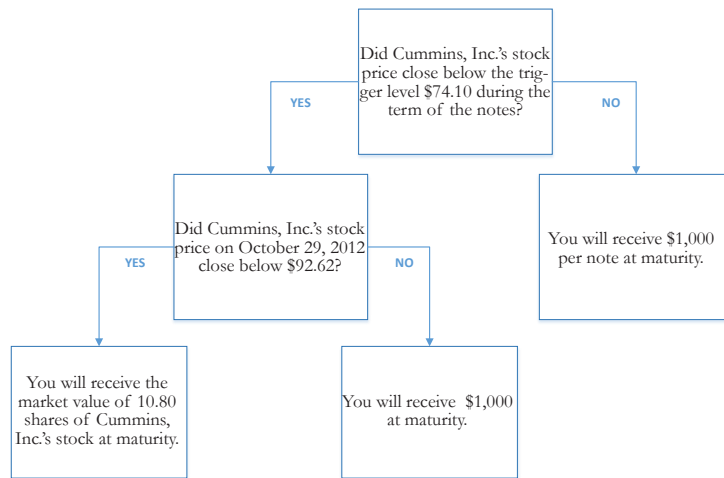 Did Cummins, Inc.'s stock
price close below the trig-
ger level $74.10 during the
term of the notes?
YES
NO
Did Cummins, Inc.'s stock
price on October 29, 2012
close below $92.62?
You will receive $1,000
per note at maturity.
YES
NO
You will receive the
market value of 10.80
shares of Cummins,
Inc.'s stock at maturity.
You will receive $1,000
at maturity.